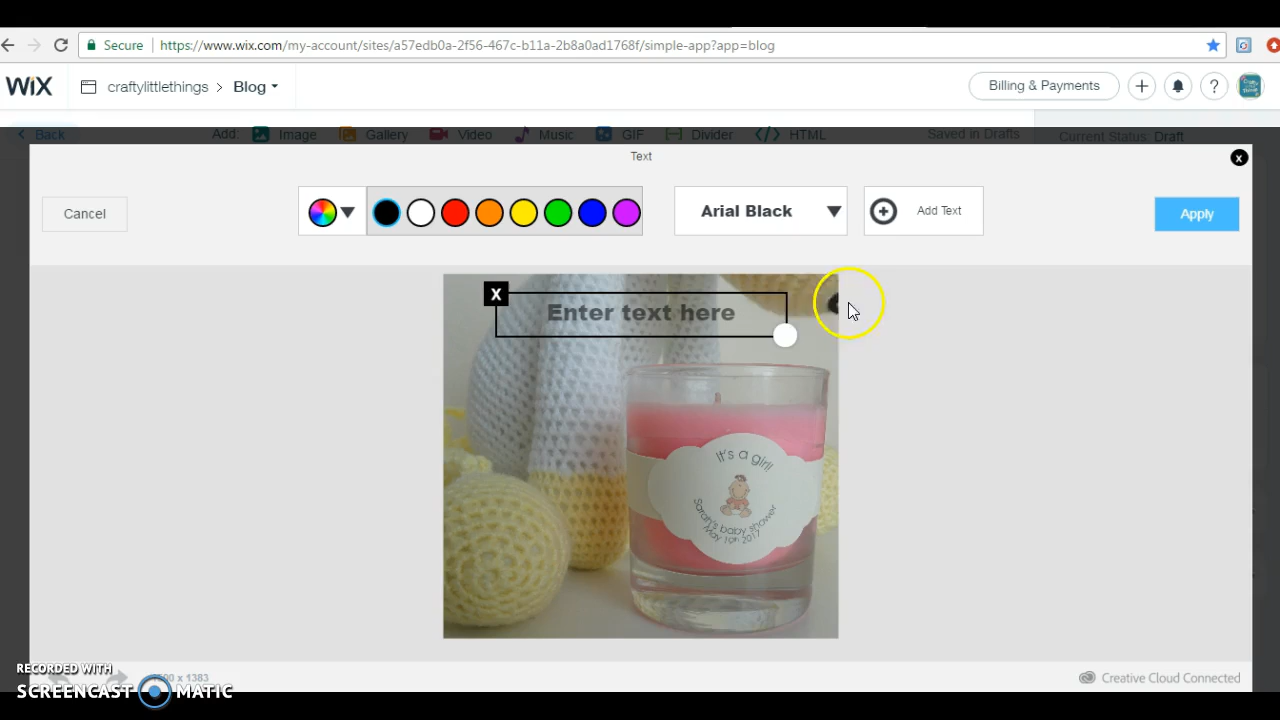 Secure https://www.wix.com/my-account/sites/a57edb0a-2f56-467c-b11a-2b8a0ad1768f/simple-app?app=blog
WiX craftylittlethings > Blog Billing & Payments ?
Back Add: Image Gallery Video Music GIF Divider HTML Saved in Drafts Current Status: Draft
Text
x
Cancel Arial Black Add Text Apply
X
Enter text here
It's a girl!
Sarah's baby shower
May 19th 2017
RECORDED WITH
SCREENCAST MATIC
x 1383
Creative Cloud Connected